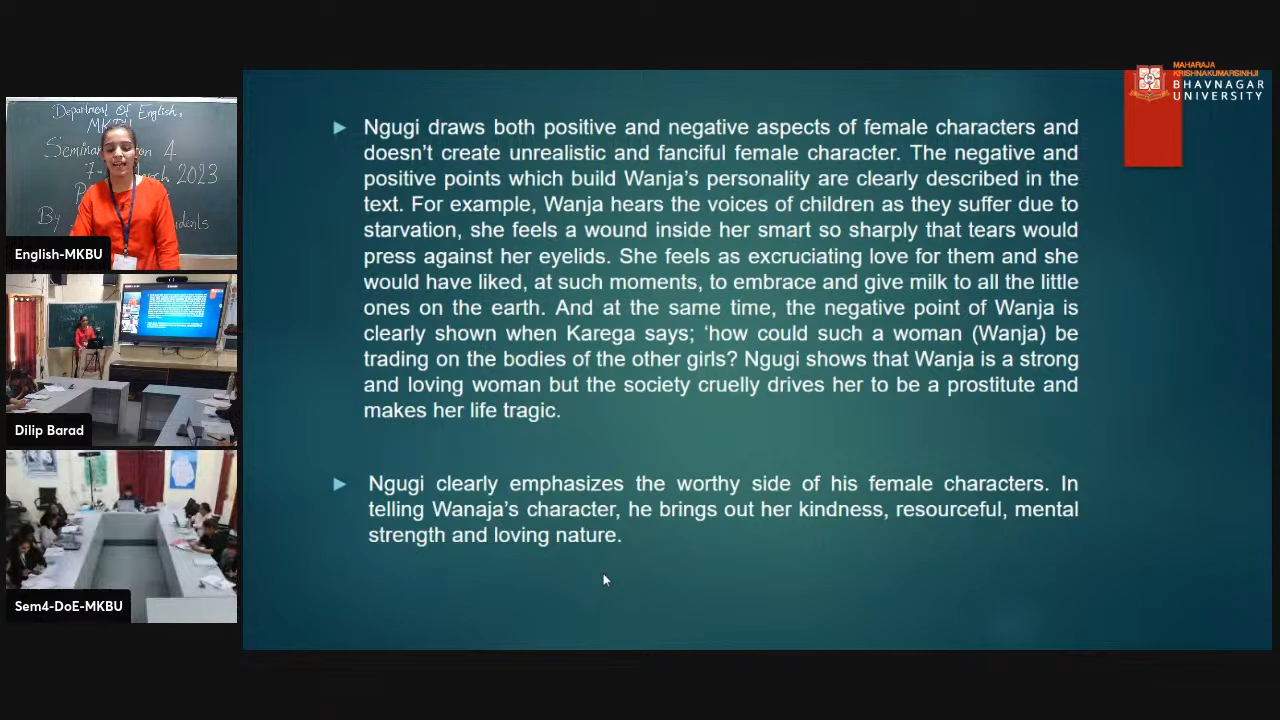 MAHARAJA
KRISHNAKUMARSINHJI
BHAVNAGAR
UNIVERSITY
Department of English,
MKBU
Seminar on 4
7- March 2023
By Students
English-MKBU
Dilip Barad
Sem4-DoE-MKBU
Ngugi draws both positive and negative aspects of female characters and
doesn't create unrealistic and fanciful female character. The negative and
positive points which build Wanja's personality are clearly described in the
text. For example, Wanja hears the voices of children as they suffer due to
starvation, she feels a wound inside her smart so sharply that tears would
press against her eyelids. She feels as excruciating love for them and she
would have liked, at such moments, to embrace and give milk to all the little
ones on the earth. And at the same time, the negative point of Wanja is
clearly shown when Karega says; ‘how could such a woman (Wanja) be
trading on the bodies of the other girls? Ngugi shows that Wanja is a strong
and loving woman but the society cruelly drives her to be a prostitute and
makes her life tragic.
Ngugi clearly emphasizes the worthy side of his female characters. In
telling Wanaja's character, he brings out her kindness, resourceful, mental
strength and loving nature.